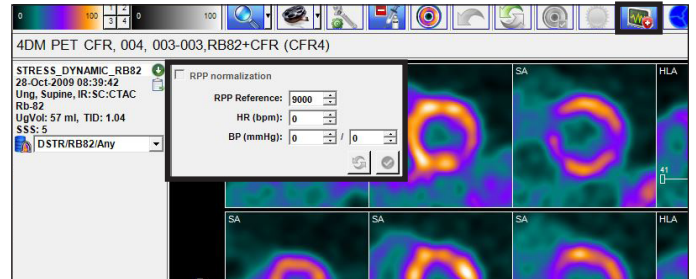 0 100 1 2 3 4 0 100
4DM PET CFR, 004, 003-003,RB82+CFR (CFR4)
STRESS_DYNAMIC_RB82
28-Oct-2009 08:39:42
Ung, Supine, IR:SC:CTAC
Rb-82
UgVol: 57 ml, TID: 1.04
SSS: 5
DSTR/RB82/Any
RPP normalization
RPP Reference: 9000
HR (bpm): 0
BP (mmHg): 0 / 0
SA HLA
41
SA SA SA HLA